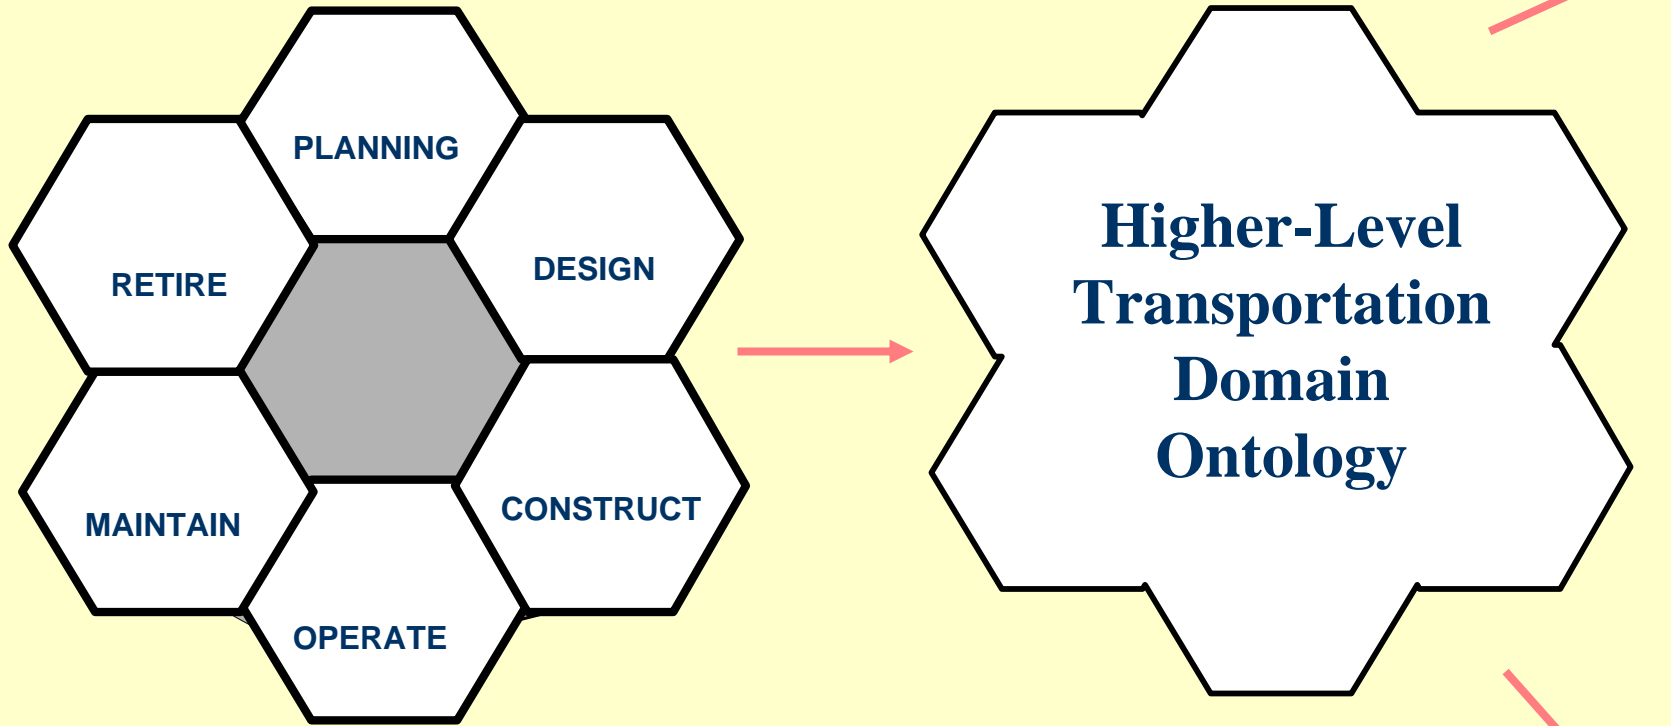 PLANNING
DESIGN
RETIRE
CONSTRUCT
MAINTAIN
OPERATE
Higher-Level
Transportation
Domain
Ontology